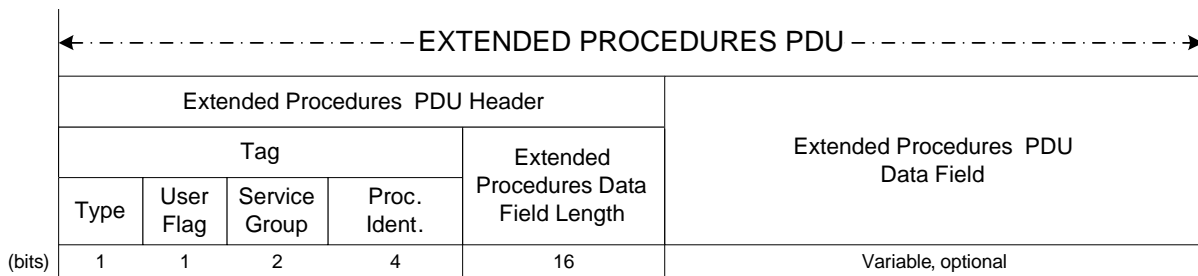 EXTENDED PROCEDURES PDU
Extended Procedures PDU Header
Extended Procedures PDU
Data Field
Tag
Extended
Procedures Data
Field Length
Type
User
Flag
Service
Group
Proc.
Ident.
(bits) 1 1 2 4 16 Variable, optional